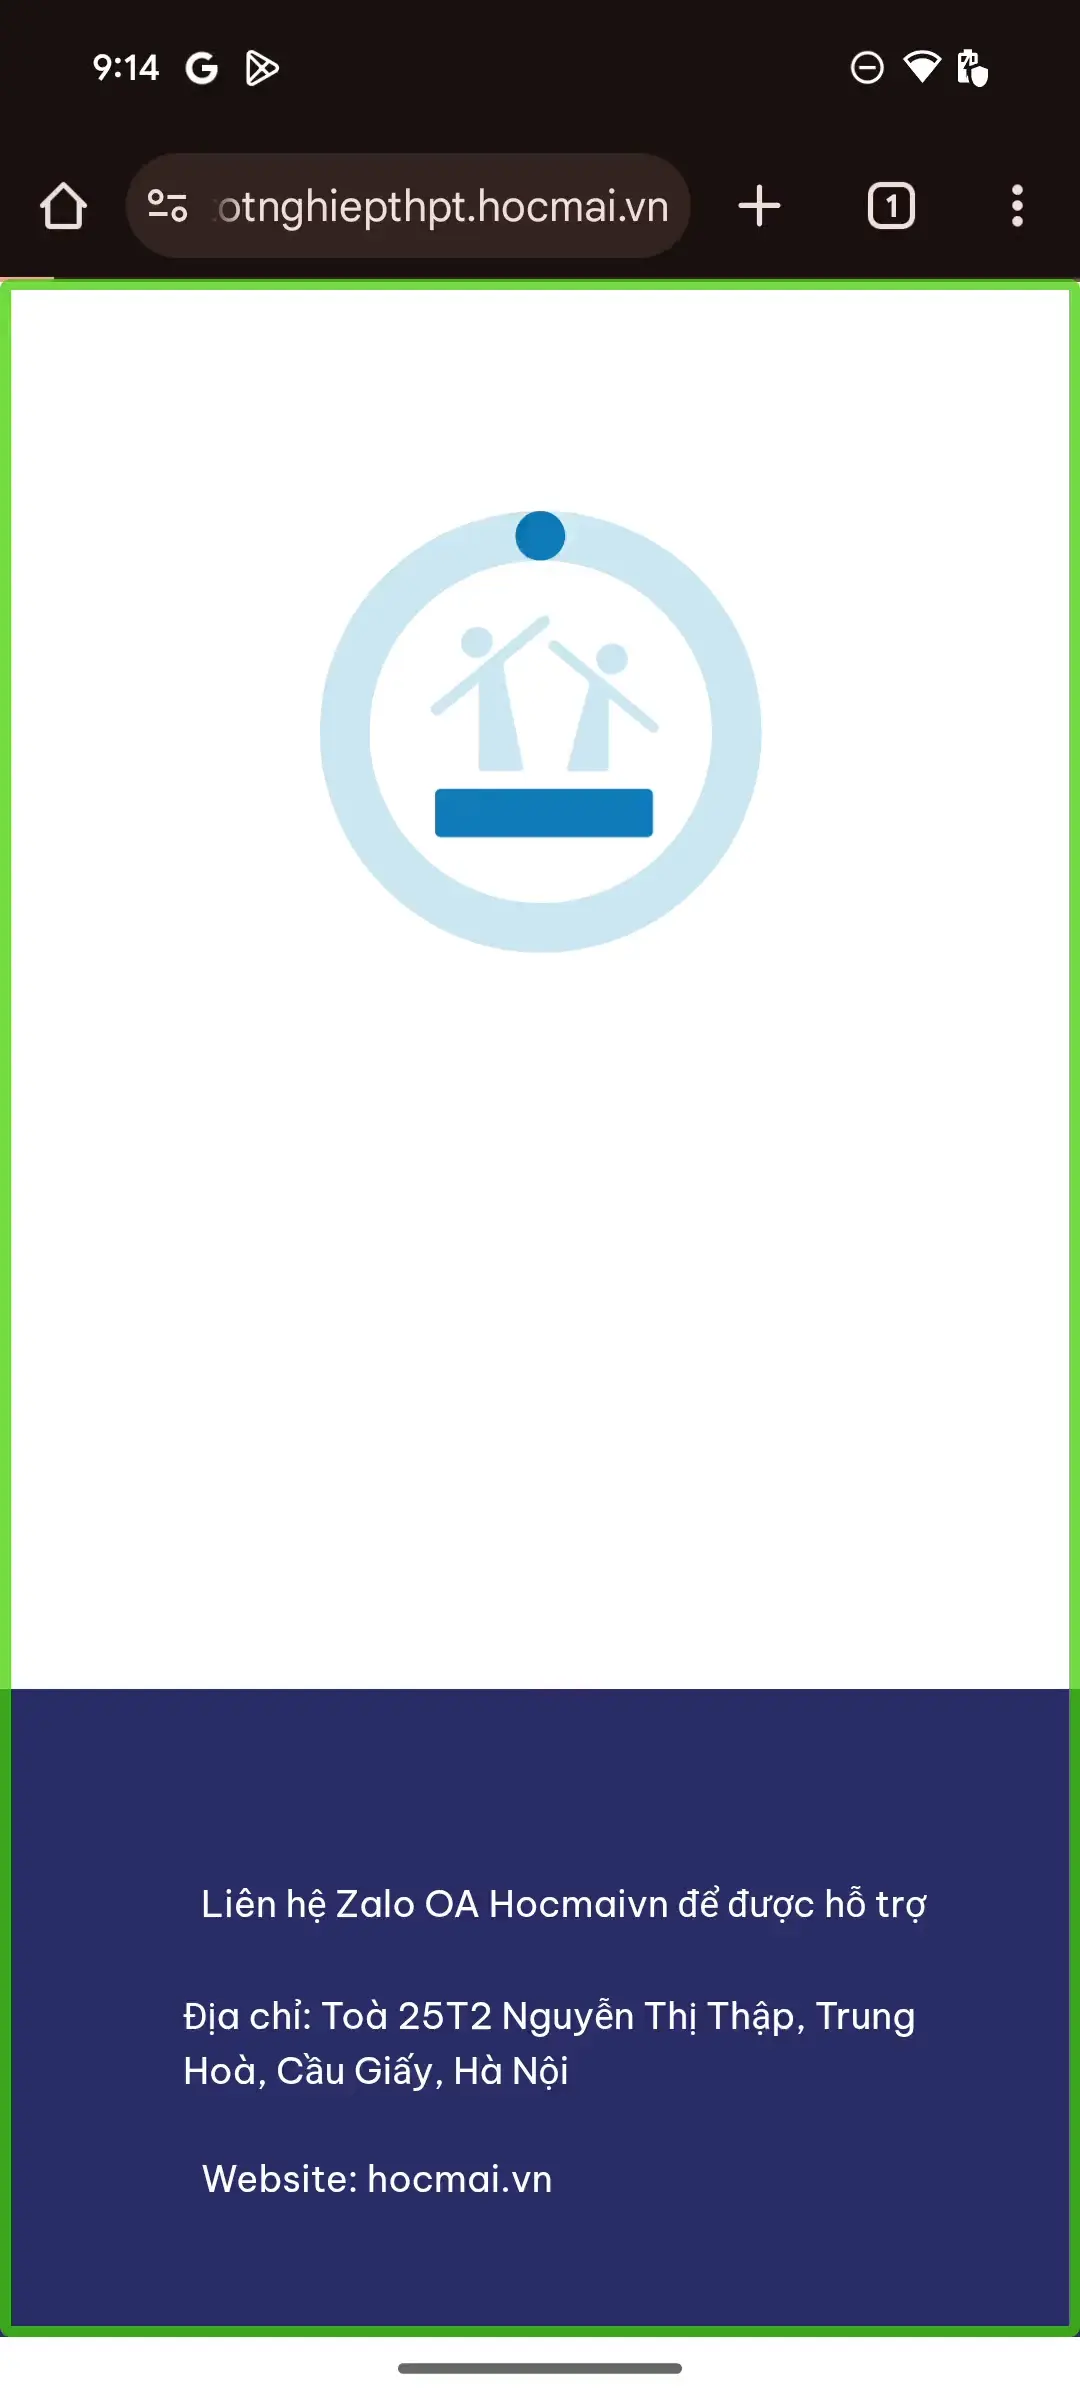 9:14
otnghiepthpt.hocmai.vn
1
Liên hệ Zalo OA Hocmaivn để được hỗ trợ
Địa chỉ: Toà 25T2 Nguyễn Thị Thập, Trung
Hoà, Cầu Giấy, Hà Nội
Website: hocmai.vn